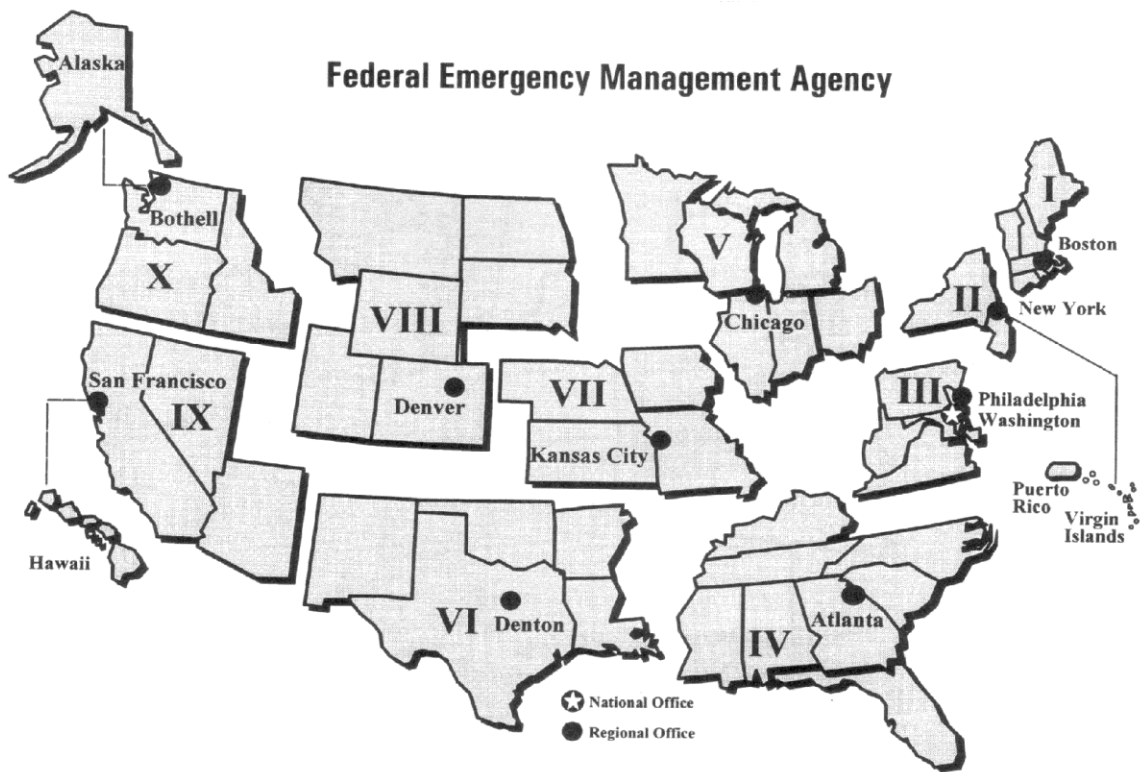 Federal Emergency Management Agency
Alaska
Bothell
X
VIII
V
I
Boston
II
New York
Chicago
San Francisco
IX
Denver
VII
Kansas City
III
Philadelphia
Washington
Puerto
Rico
Virgin
Islands
Hawaii
VI
Denton
IV
Atlanta
National Office
Regional Office